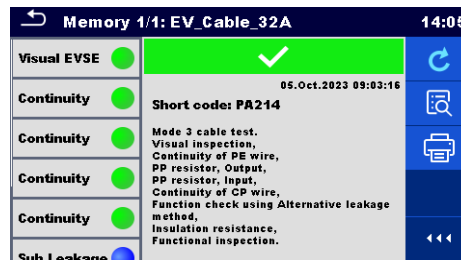 Memory 1/1: EV_Cable_32A
14:05
Visual EVSE
Continuity
Continuity
Continuity
Continuity
Sub Leakage
05.Oct.2023 09:03:16
Short code: PA214
Mode 3 cable test.
Visual inspection,
Continuity of PE wire,
PP resistor, Output,
PP resistor, Input,
Continuity of CP wire,
Function check using Alternative leakage
method,
Insulation resistance,
Functional inspection.